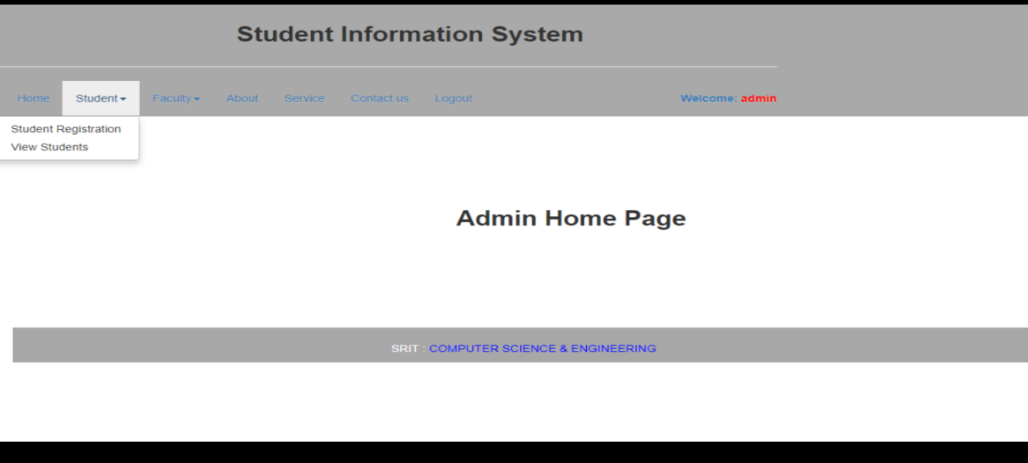 Student Information System
Home Student Faculty About Service Contact us Logout Welcome: admin
Student Registration
View Students
Admin Home Page
SRIT : COMPUTER SCIENCE & ENGINEERING